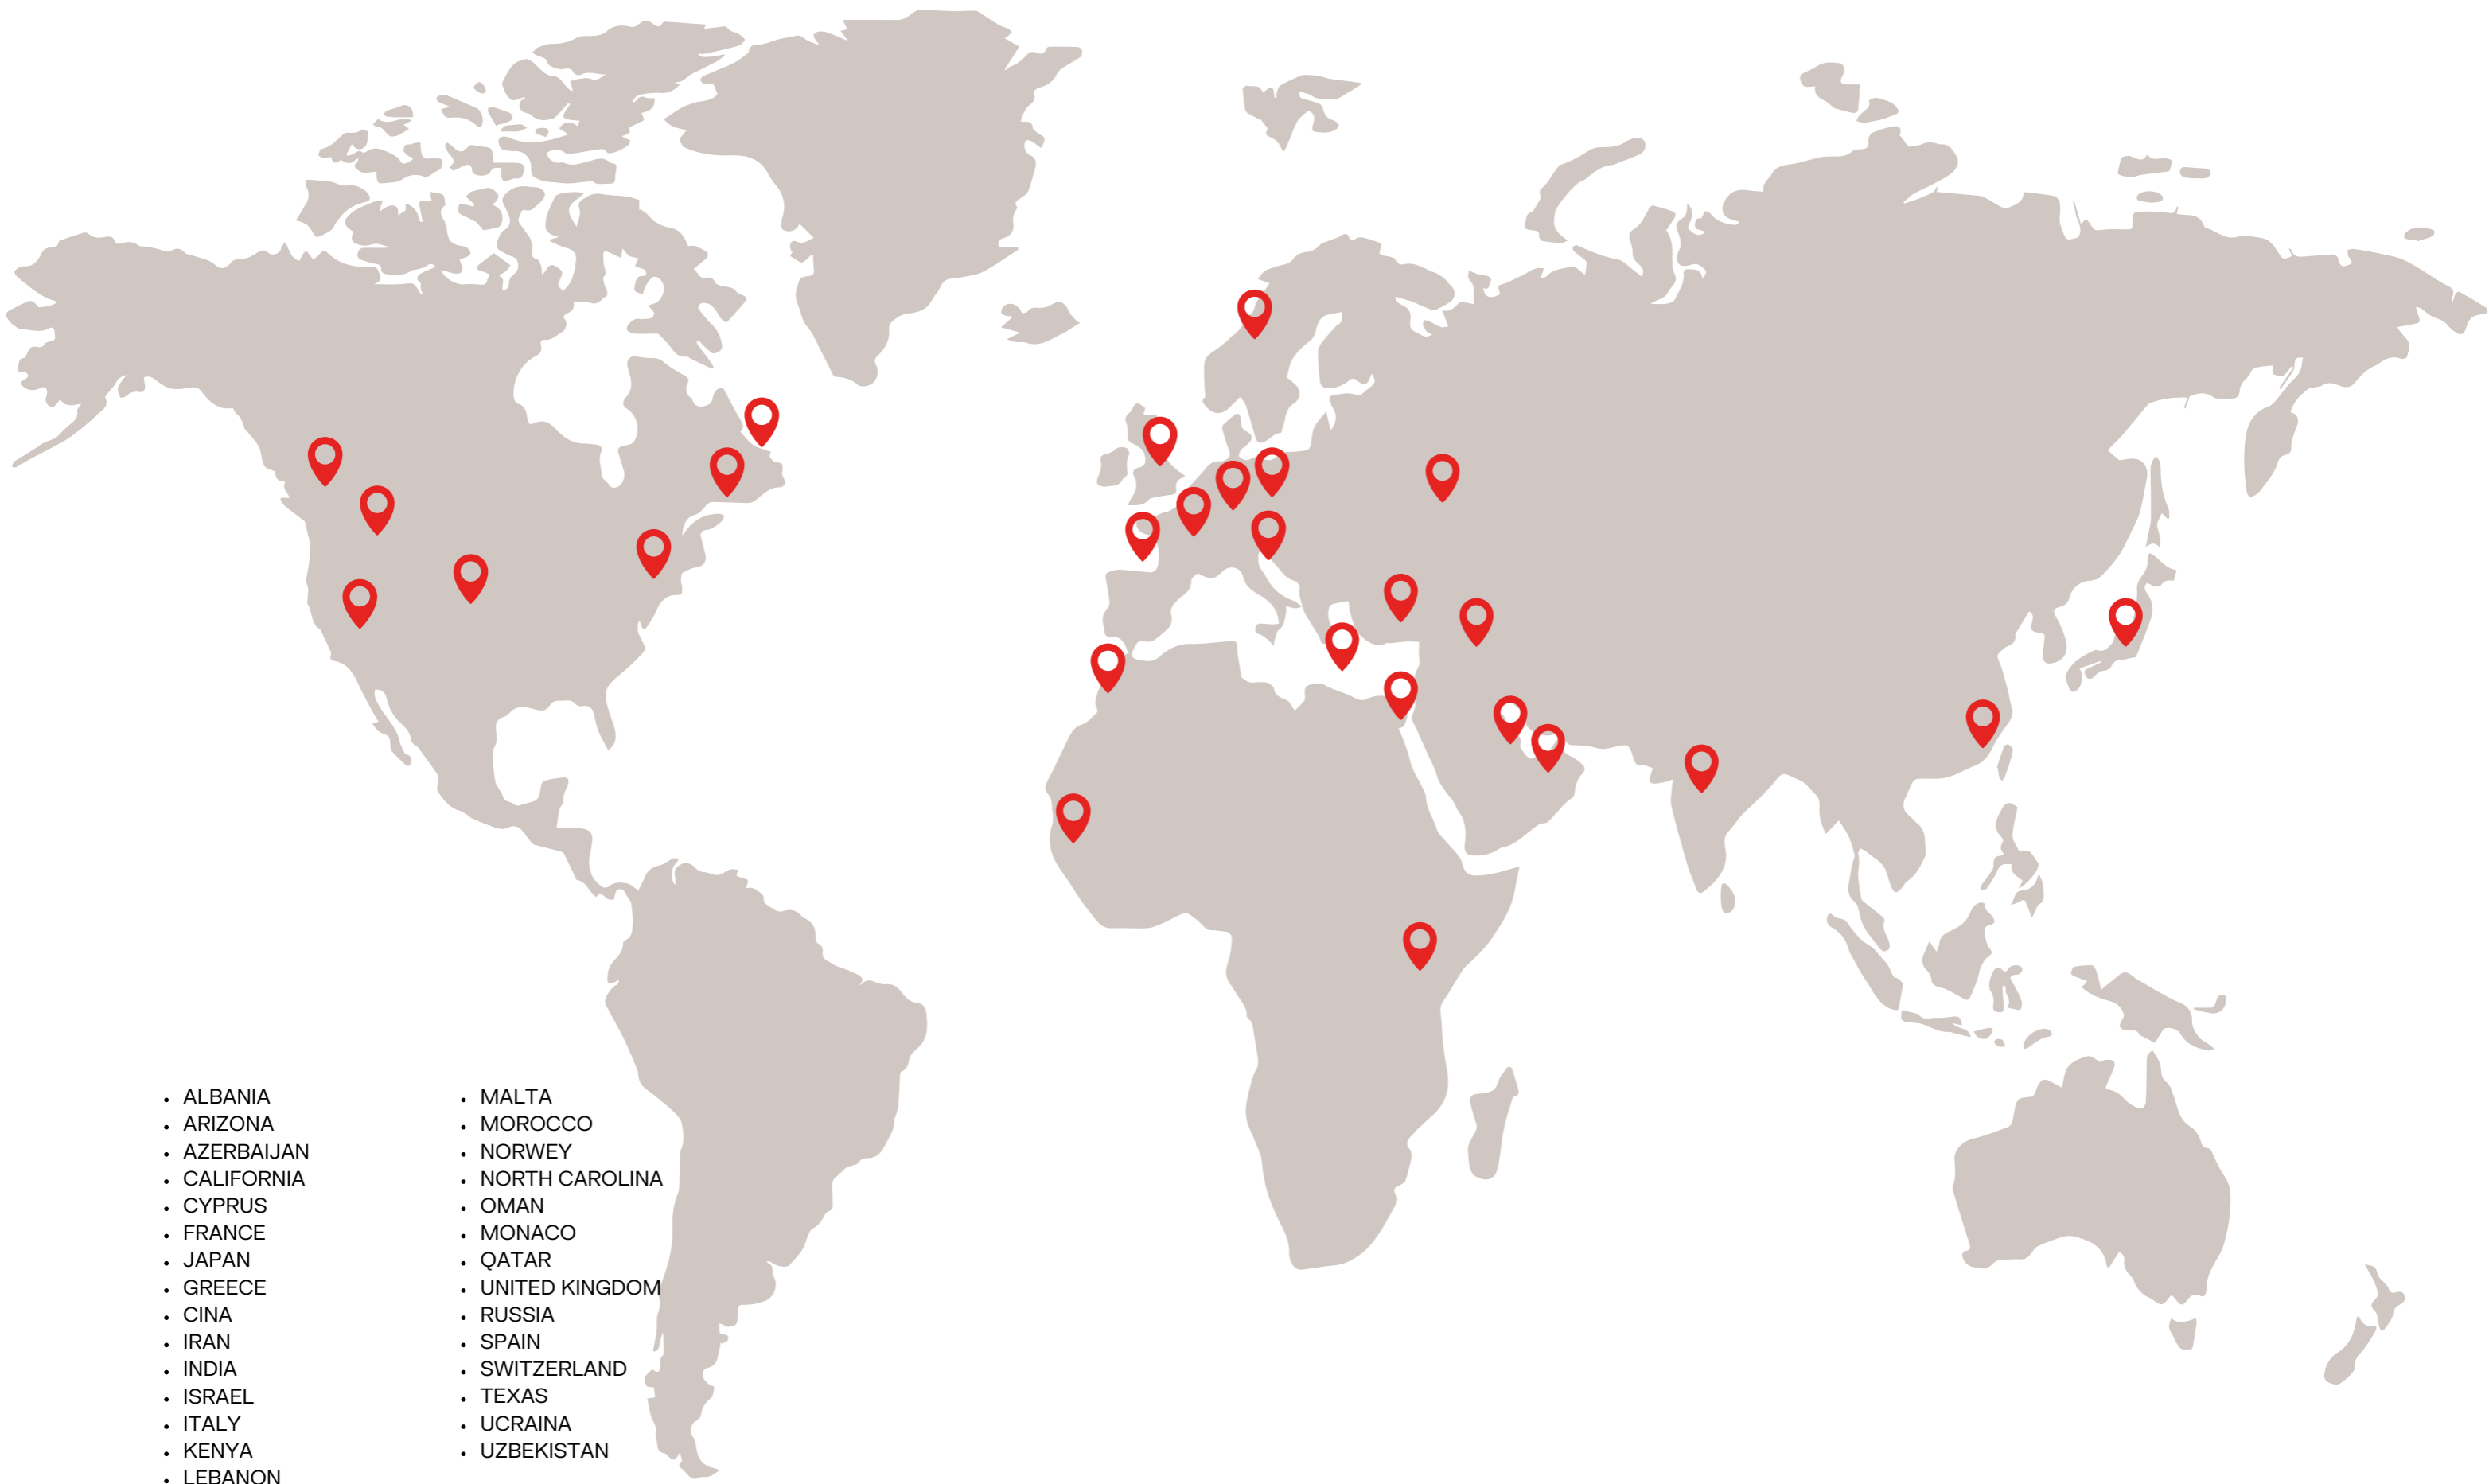 ALBANIA
ARIZONA
AZERBAIJAN
CALIFORNIA
CYPRUS
FRANCE
JAPAN
GREECE
CINA
IRAN
INDIA
ISRAEL
ITALY
KENYA
LEBANON
MALTA
MOROCCO
NORWEY
NORTH CAROLINA
OMAN
MONACO
QATAR
UNITED KINGDOM
RUSSIA
SPAIN
SWITZERLAND
TEXAS
UCRAINA
UZBEKISTAN